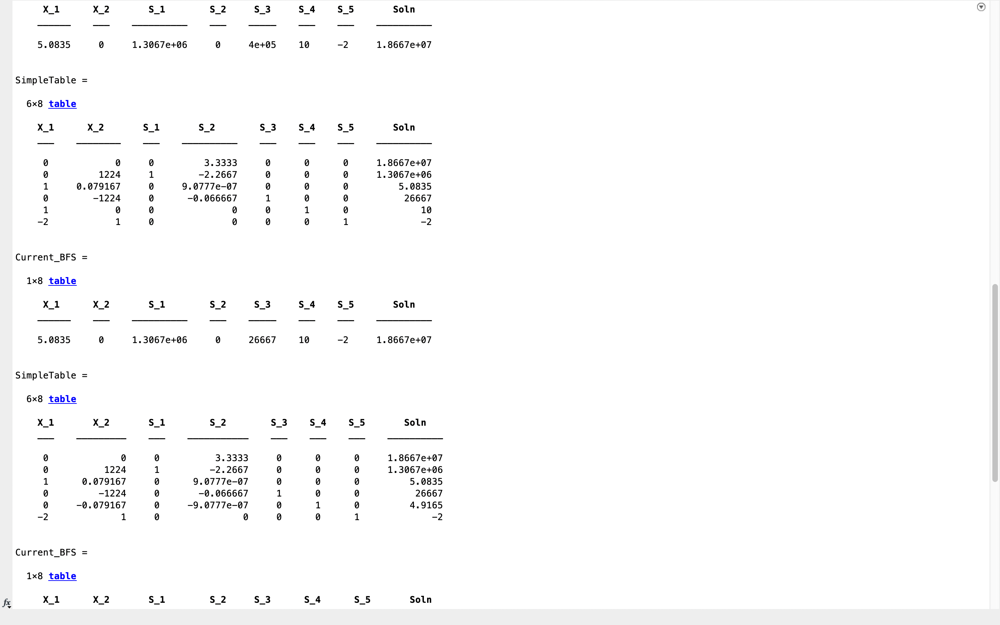 X_1 X_2 S_1 S_2 S_3 S_4 S_5 Soln
5.0835 0 1.3067e+06 0 4e+05 10 -2 1.8667e+07
SimpleTable =
6×8 table
X_1 X_2 S_1 S_2 S_3 S_4 S_5 Soln
0 0 0 3.3333 0 0 0 1.8667e+07
0 1224 1 -2.2667 0 0 0 1.3067e+06
1 0.079167 0 9.0777e-07 0 0 0 5.0835
0 -1224 0 -0.066667 1 0 0 26667
1 0 0 0 0 1 0 10
-2 1 0 0 0 0 1 -2
Current_BFS =
1×8 table
X_1 X_2 S_1 S_2 S_3 S_4 S_5 Soln
5.0835 0 1.3067e+06 0 26667 10 -2 1.8667e+07
SimpleTable =
6×8 table
X_1 X_2 S_1 S_2 S_3 S_4 S_5 Soln
0 0 0 3.3333 0 0 0 1.8667e+07
0 1224 1 -2.2667 0 0 0 1.3067e+06
1 0.079167 0 9.0777e-07 0 0 0 5.0835
0 -1224 0 -0.066667 1 0 0 26667
0 -0.079167 0 -9.0777e-07 0 1 0 4.9165
-2 1 0 0 0 0 1 -2
Current_BFS =
1×8 table
X_1 X_2 S_1 S_2 S_3 S_4 S_5 Soln
fx